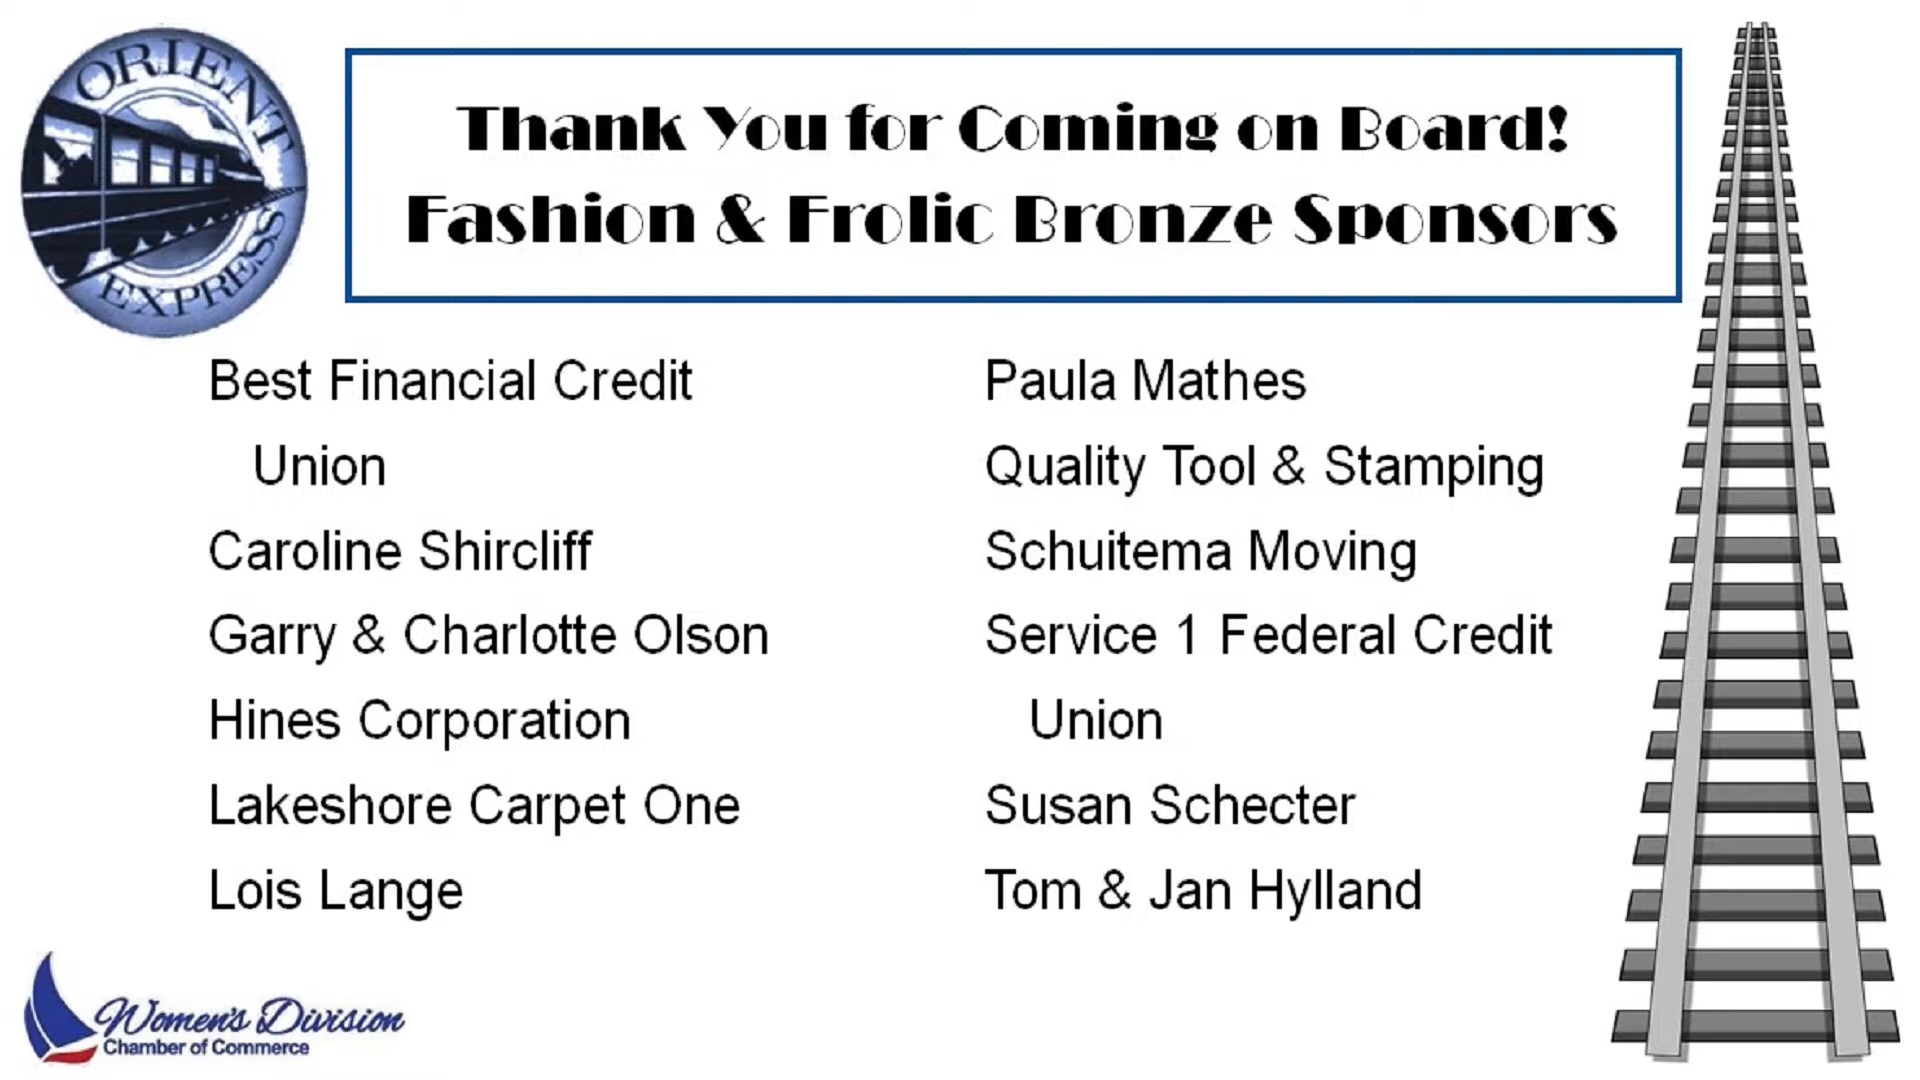 ORIENT
EXPRESS
Thank You for Coming on Board!
Fashion & Frolic Bronze Sponsors
Best Financial Credit
Union
Caroline Shircliff
Garry & Charlotte Olson
Hines Corporation
Lakeshore Carpet One
Lois Lange
Paula Mathes
Quality Tool & Stamping
Schuitema Moving
Service 1 Federal Credit
Union
Susan Schecter
Tom & Jan Hylland
Women's Division
Chamber of Commerce